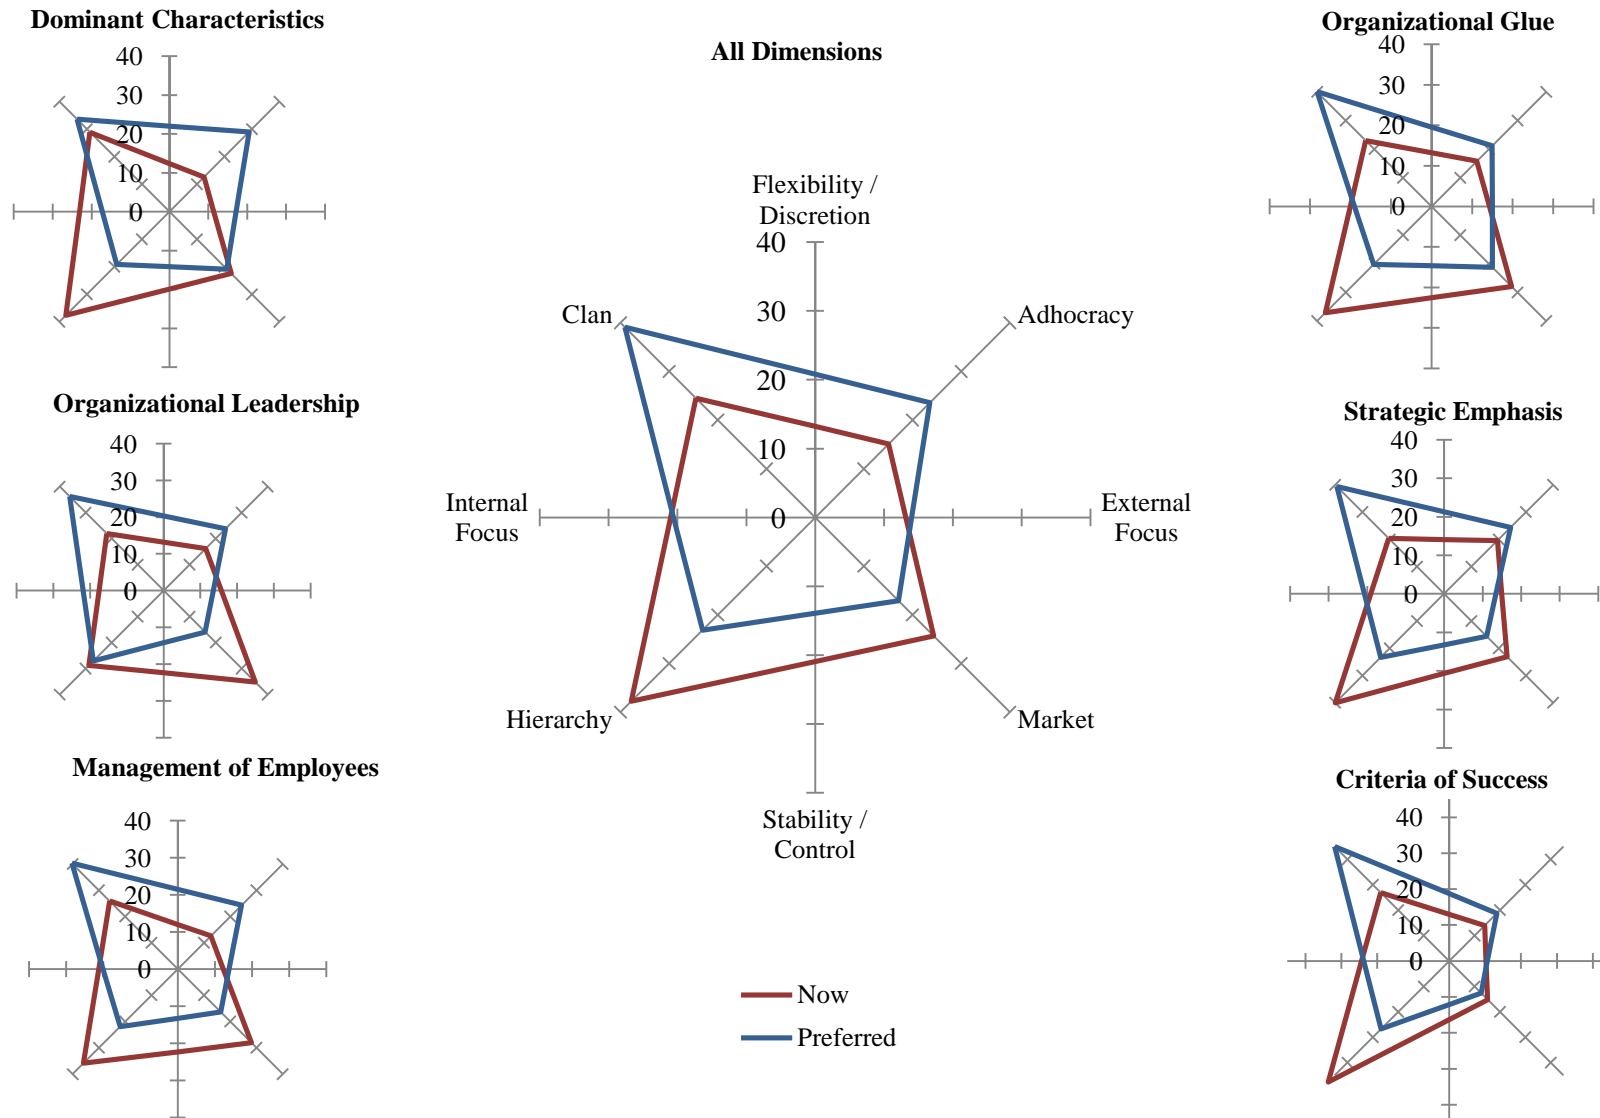 Dominant Characteristics
40
30
20
10
0
All Dimensions
Flexibility /
Discretion
40
30
20
10
0
Clan
Adhocracy
Internal
Focus
External
Focus
Hierarchy
Market
Stability /
Control
Organizational Glue
40
30
20
10
0
Organizational Leadership
40
30
20
10
0
Strategic Emphasis
40
30
20
10
0
Management of Employees
40
30
20
10
0
Criteria of Success
40
30
20
10
0
Now
Preferred